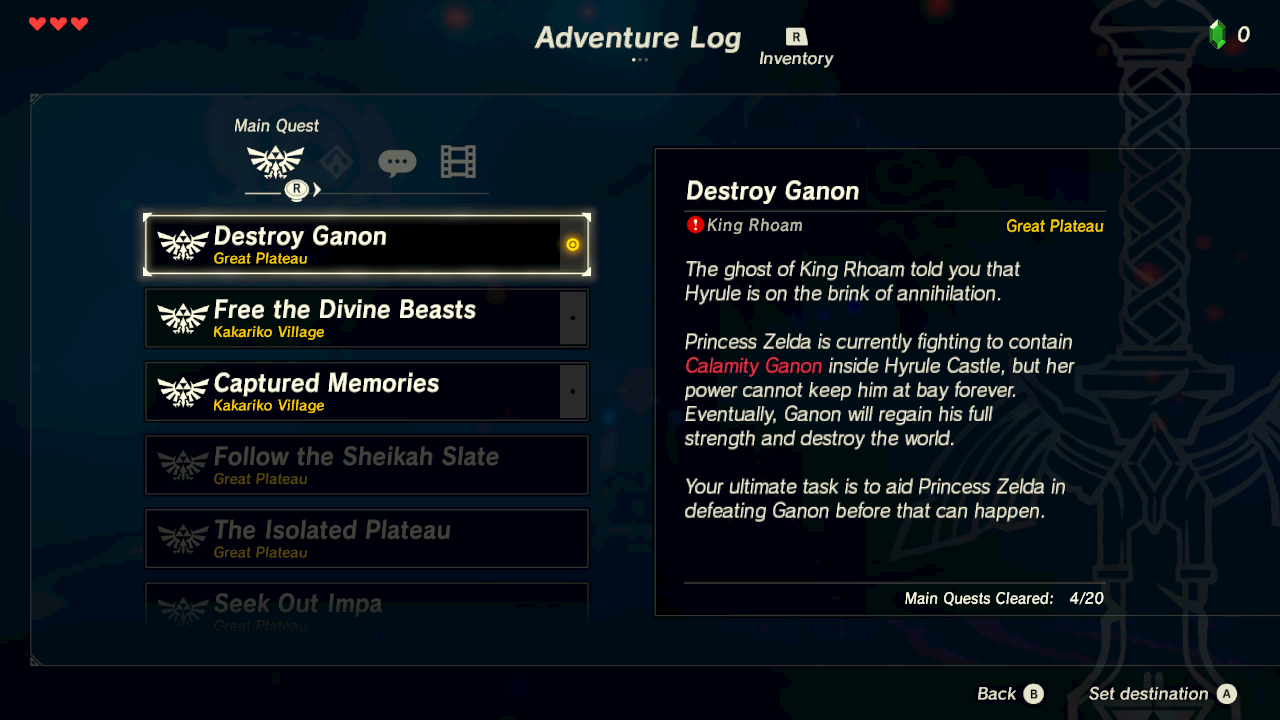 Adventure Log
R
Inventory
0
Main Quest
R
Destroy Ganon
Great Plateau
Free the Divine Beasts
Kakariko Village
Captured Memories
Kakariko Village
Follow the Sheikah Slate
Great Plateau
The Isolated Plateau
Great Plateau
Seek Out Impa
Great Plateau
Destroy Ganon
King Rhoam
Great Plateau
The ghost of King Rhoam told you that
Hyrule is on the brink of annihilation.
Princess Zelda is currently fighting to contain
Calamity Ganon inside Hyrule Castle, but her
power cannot keep him at bay forever.
Eventually, Ganon will regain his full
strength and destroy the world.
Your ultimate task is to aid Princess Zelda in
defeating Ganon before that can happen.
Main Quests Cleared: 4/20
Back B
Set destination A